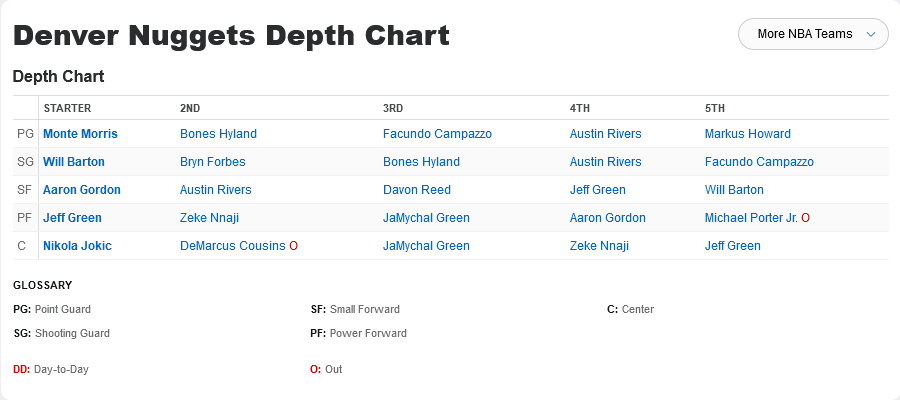 Denver Nuggets Depth Chart
More NBA Teams
Depth Chart
STARTER 2ND 3RD 4TH 5TH
PG Monte Morris Bones Hyland Facundo Campazzo Austin Rivers Markus Howard
SG Will Barton Bryn Forbes Bones Hyland Austin Rivers Facundo Campazzo
SF Aaron Gordon Austin Rivers Davon Reed Jeff Green Will Barton
PF Jeff Green Zeke Nnaji JaMychal Green Aaron Gordon Michael Porter Jr. O
C Nikola Jokic DeMarcus Cousins O JaMychal Green Zeke Nnaji Jeff Green
GLOSSARY
PG: Point Guard SF: Small Forward C: Center
SG: Shooting Guard PF: Power Forward
DD: Day-to-Day O: Out